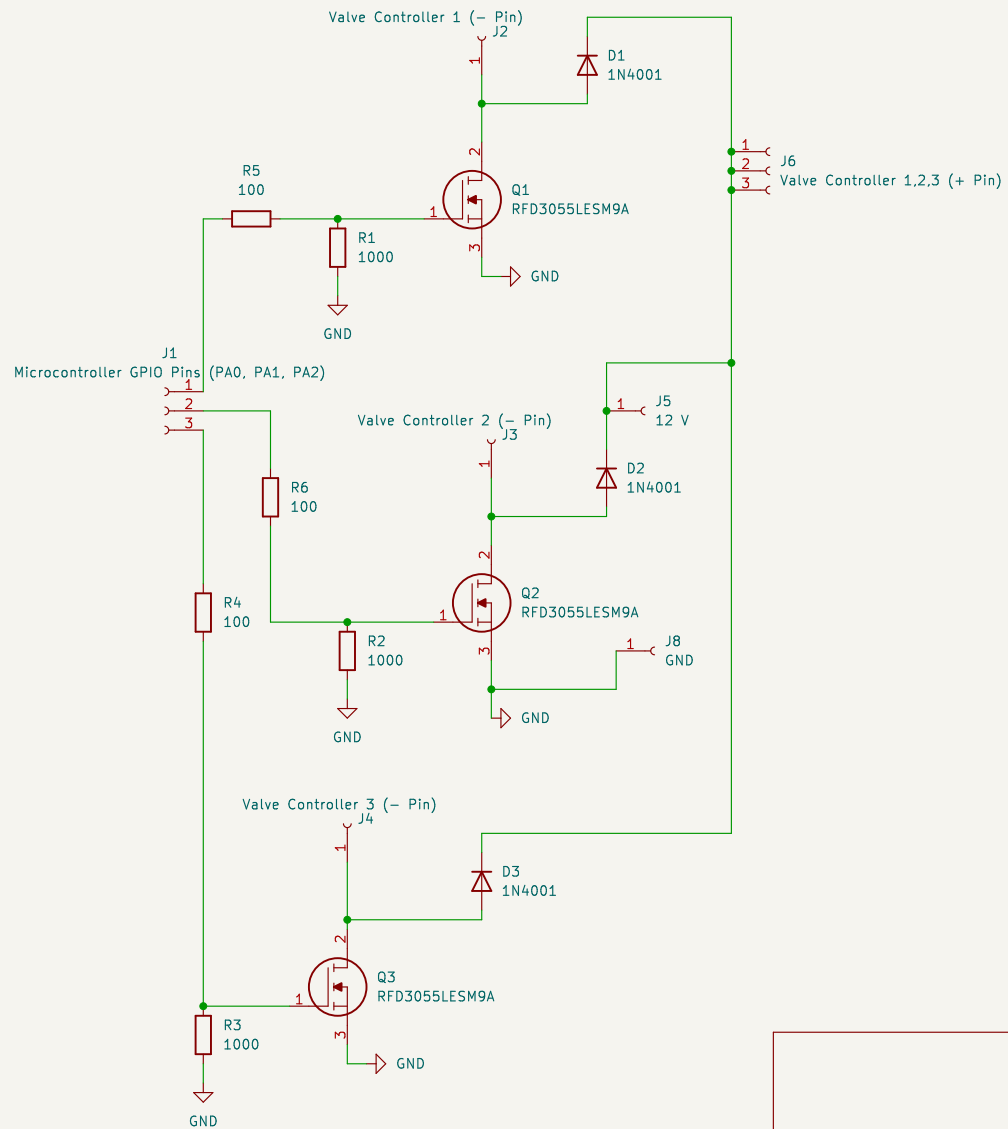 Valve Controller 1 (- Pin)
J2
1
D1
1N4001
2
Q1
RFD3055LESM9A
1
3
GND
R5
100
R1
1000
GND
1
2
3
J6
Valve Controller 1,2,3 (+ Pin)
J1
Microcontroller GPIO Pins (PA0, PA1, PA2)
1
2
3
1
J5
12 V
Valve Controller 2 (- Pin)
J3
1
D2
1N4001
R6
100
2
Q2
RFD3055LESM9A
1
3
R4
100
R2
1000
GND
1
J8
GND
GND
Valve Controller 3 (- Pin)
J4
1
D3
1N4001
2
Q3
RFD3055LESM9A
1
3
R3
1000
GND
GND